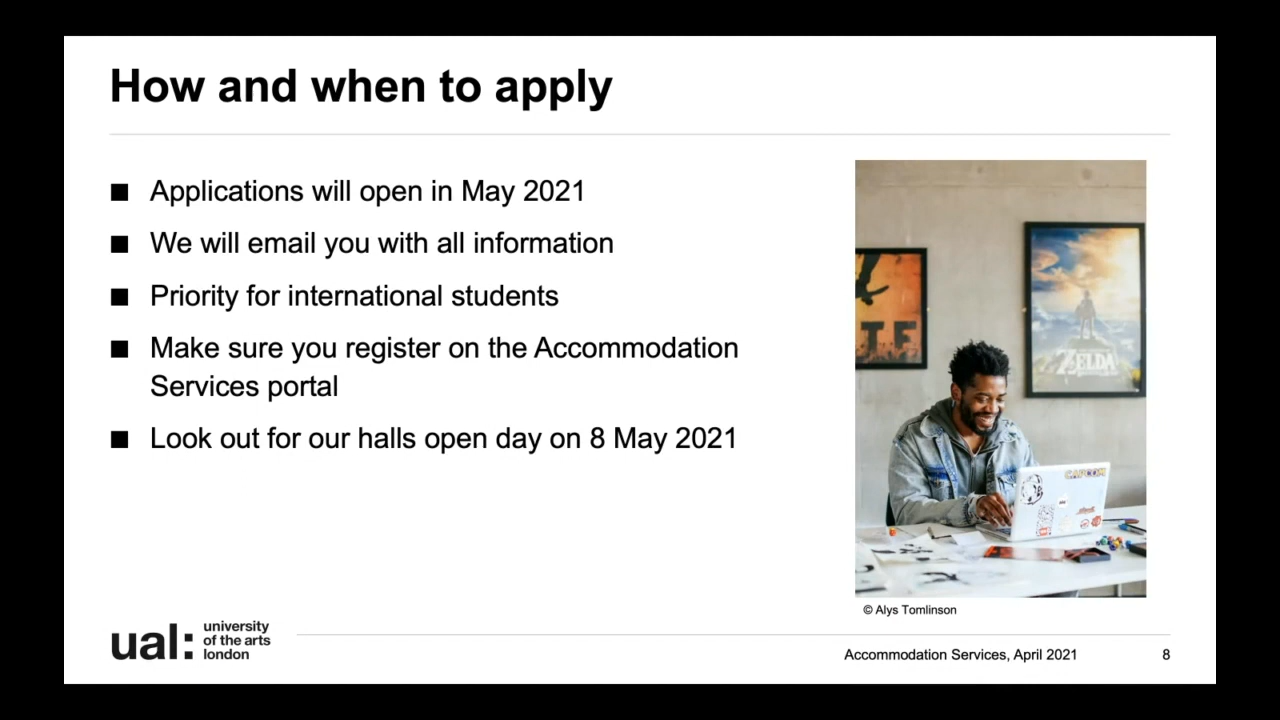 How and when to apply
■ Applications will open in May 2021
■ We will email you with all information
■ Priority for international students
■ Make sure you register on the Accommodation
Services portal
■ Look out for our halls open day on 8 May 2021
ZELDA
CAPCOM
© Alys Tomlinson
ual: university
of the arts
london
Accommodation Services, April 2021
8